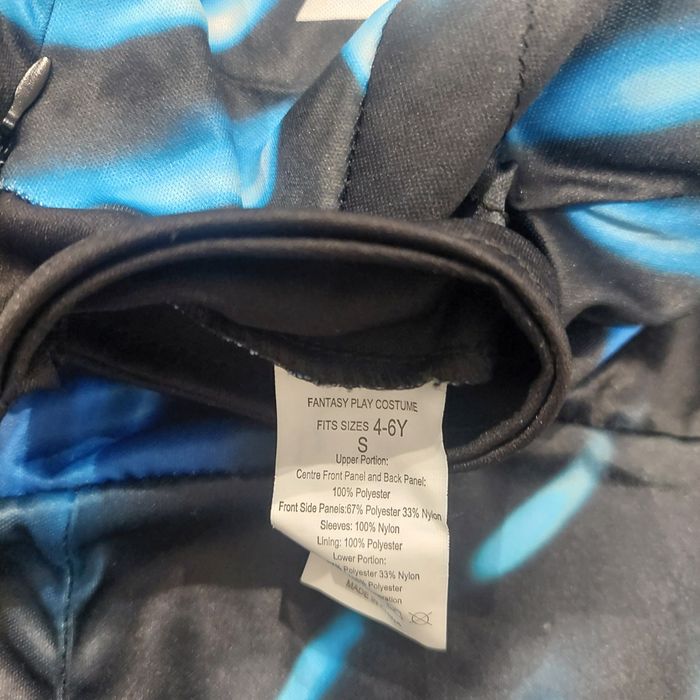 FANTASY PLAY COSTUME
FITS SIZES 4-6Y
S
Upper Portion:
Centre Front Panel and Back Panel:
100% Polyester
Front Side Panels:67% Polyester 33% Nylon
Sleeves: 100% Nylon
Lining: 100% Polyester
Lower Portion:
Polyester 33% Nylon
Polyester
MADE